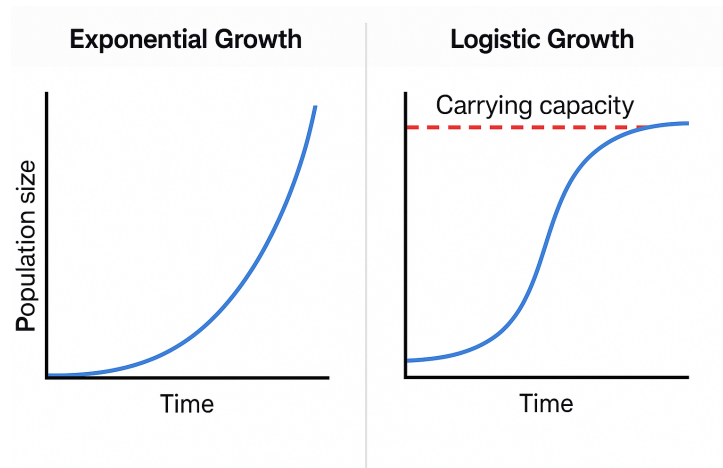 Exponential Growth
Population size
Time
Logistic Growth
Carrying capacity
Time